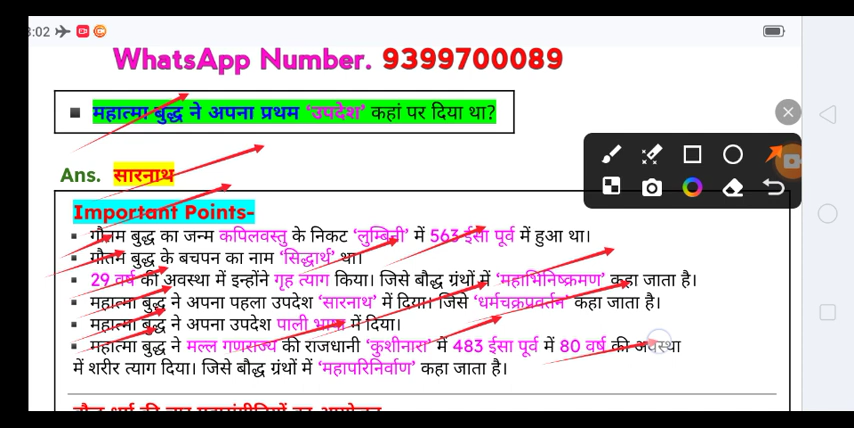 :02
WhatsApp Number. 9399700089
महात्मा बुद्ध ने अपना प्रथम ‘उपदेश’ कहां पर दिया था?
Ans. सारनाथ
Important Points-
गौतम बुद्ध का जन्म कपिलवस्तु के निकट ‘लुम्बिनी’ में 563 ईसा पूर्व में हुआ था।
गौतम बुद्ध के बचपन का नाम ‘सिद्धार्थ’ था।
29 वर्ष की अवस्था में इन्होंने गृह त्याग किया। जिसे बौद्ध ग्रंथों में ‘महाभिनिष्क्रमण’ कहा जाता है।
महात्मा बुद्ध ने अपना पहला उपदेश ‘सारनाथ’ में दिया। जिसे ‘धर्मचक्रप्रवर्तन’ कहा जाता है।
महात्मा बुद्ध ने अपना उपदेश पाली भाषा में दिया।
महात्मा बुद्ध ने मल्ल गणराज्य की राजधानी ‘कुशीनारा’ में 483 ईसा पूर्व में 80 वर्ष की अवस्था
में शरीर त्याग दिया। जिसे बौद्ध ग्रंथों में ‘महापरिनिर्वाण’ कहा जाता है।